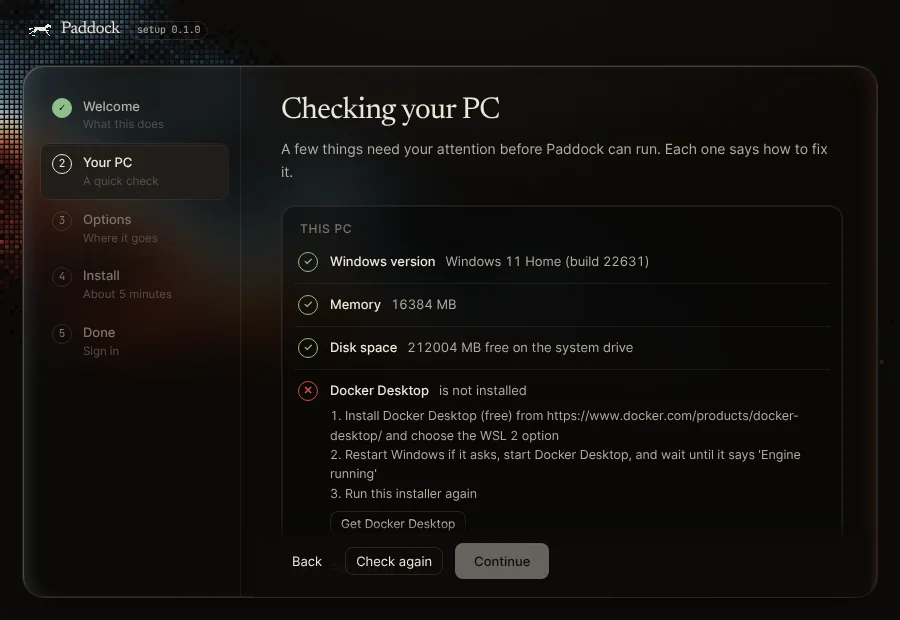 Paddock setup 0.1.0
✓ Welcome
What this does
2 Your PC
A quick check
3 Options
Where it goes
4 Install
About 5 minutes
5 Done
Sign in
Checking your PC
A few things need your attention before Paddock can run. Each one says how to fix
it.
THIS PC
Windows version Windows 11 Home (build 22631)
Memory 16384 MB
Disk space 212004 MB free on the system drive
Docker Desktop is not installed
1. Install Docker Desktop (free) from https://www.docker.com/products/docker-
desktop/ and choose the WSL 2 option
2. Restart Windows if it asks, start Docker Desktop, and wait until it says 'Engine
running'
3. Run this installer again
Get Docker Desktop
Back Check again Continue